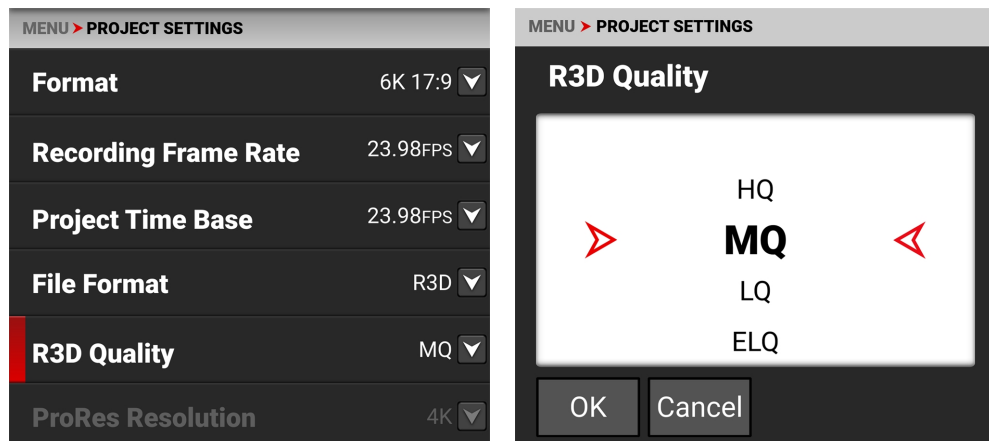 MENU PROJECT SETTINGS
Format 6K 17:9
Recording Frame Rate 23.98FPS
Project Time Base 23.98FPS
File Format R3D
R3D Quality MQ
ProRes Resolution 4K
MENU PROJECT SETTINGS
R3D Quality
HQ
MQ
LQ
ELQ
OK Cancel